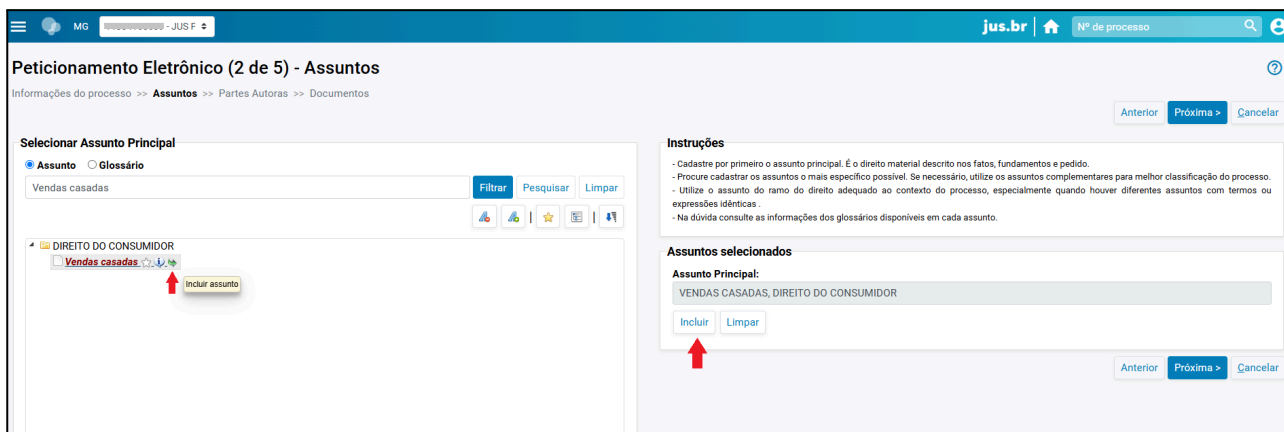 MG - JUS F
jus.br
Nº de processo
Peticionamento Eletrônico (2 de 5) - Assuntos
Informações do processo >> Assuntos >> Partes Autoras >> Documentos
Anterior Próxima > Cancelar
Selecionar Assunto Principal
Assunto Glossário
Vendas casadas
Filtrar Pesquisar Limpar
DIREITO DO CONSUMIDOR
Vendas casadas
Incluir assunto
Instruções
- Cadastre por primeiro o assunto principal. É o direito material descrito nos fatos, fundamentos e pedido.
- Procure cadastrar os assuntos o mais específico possível. Se necessário, utilize os assuntos complementares para melhor classificação do processo.
- Utilize o assunto do ramo do direito adequado ao contexto do processo, especialmente quando houver diferentes assuntos com termos ou
expressões idênticas .
- Na dúvida consulte as informações dos glossários disponíveis em cada assunto.
Assuntos selecionados
Assunto Principal:
VENDAS CASADAS, DIREITO DO CONSUMIDOR
Incluir Limpar
Anterior Próxima > Cancelar